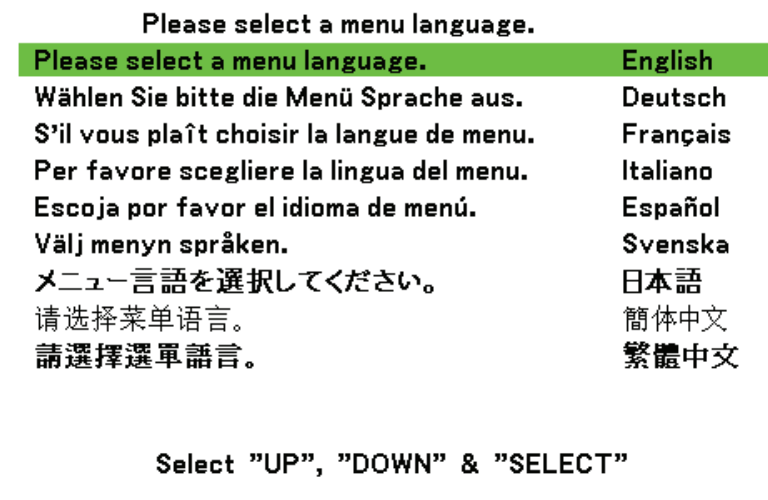 Please select a menu language.
Please select a menu language. English
Wählen Sie bitte die Menü Sprache aus. Deutsch
S'il vous plaît choisir la langue de menu. Français
Per favore scegliere la lingua del menu. Italiano
Escoja por favor el idioma de menú. Español
Välj menyn språken. Svenska
メニュー言語を選択してください。 日本語
请选择菜单语言。 簡体中文
請選擇選單語言。 繁體中文
Select "UP", "DOWN" & "SELECT"